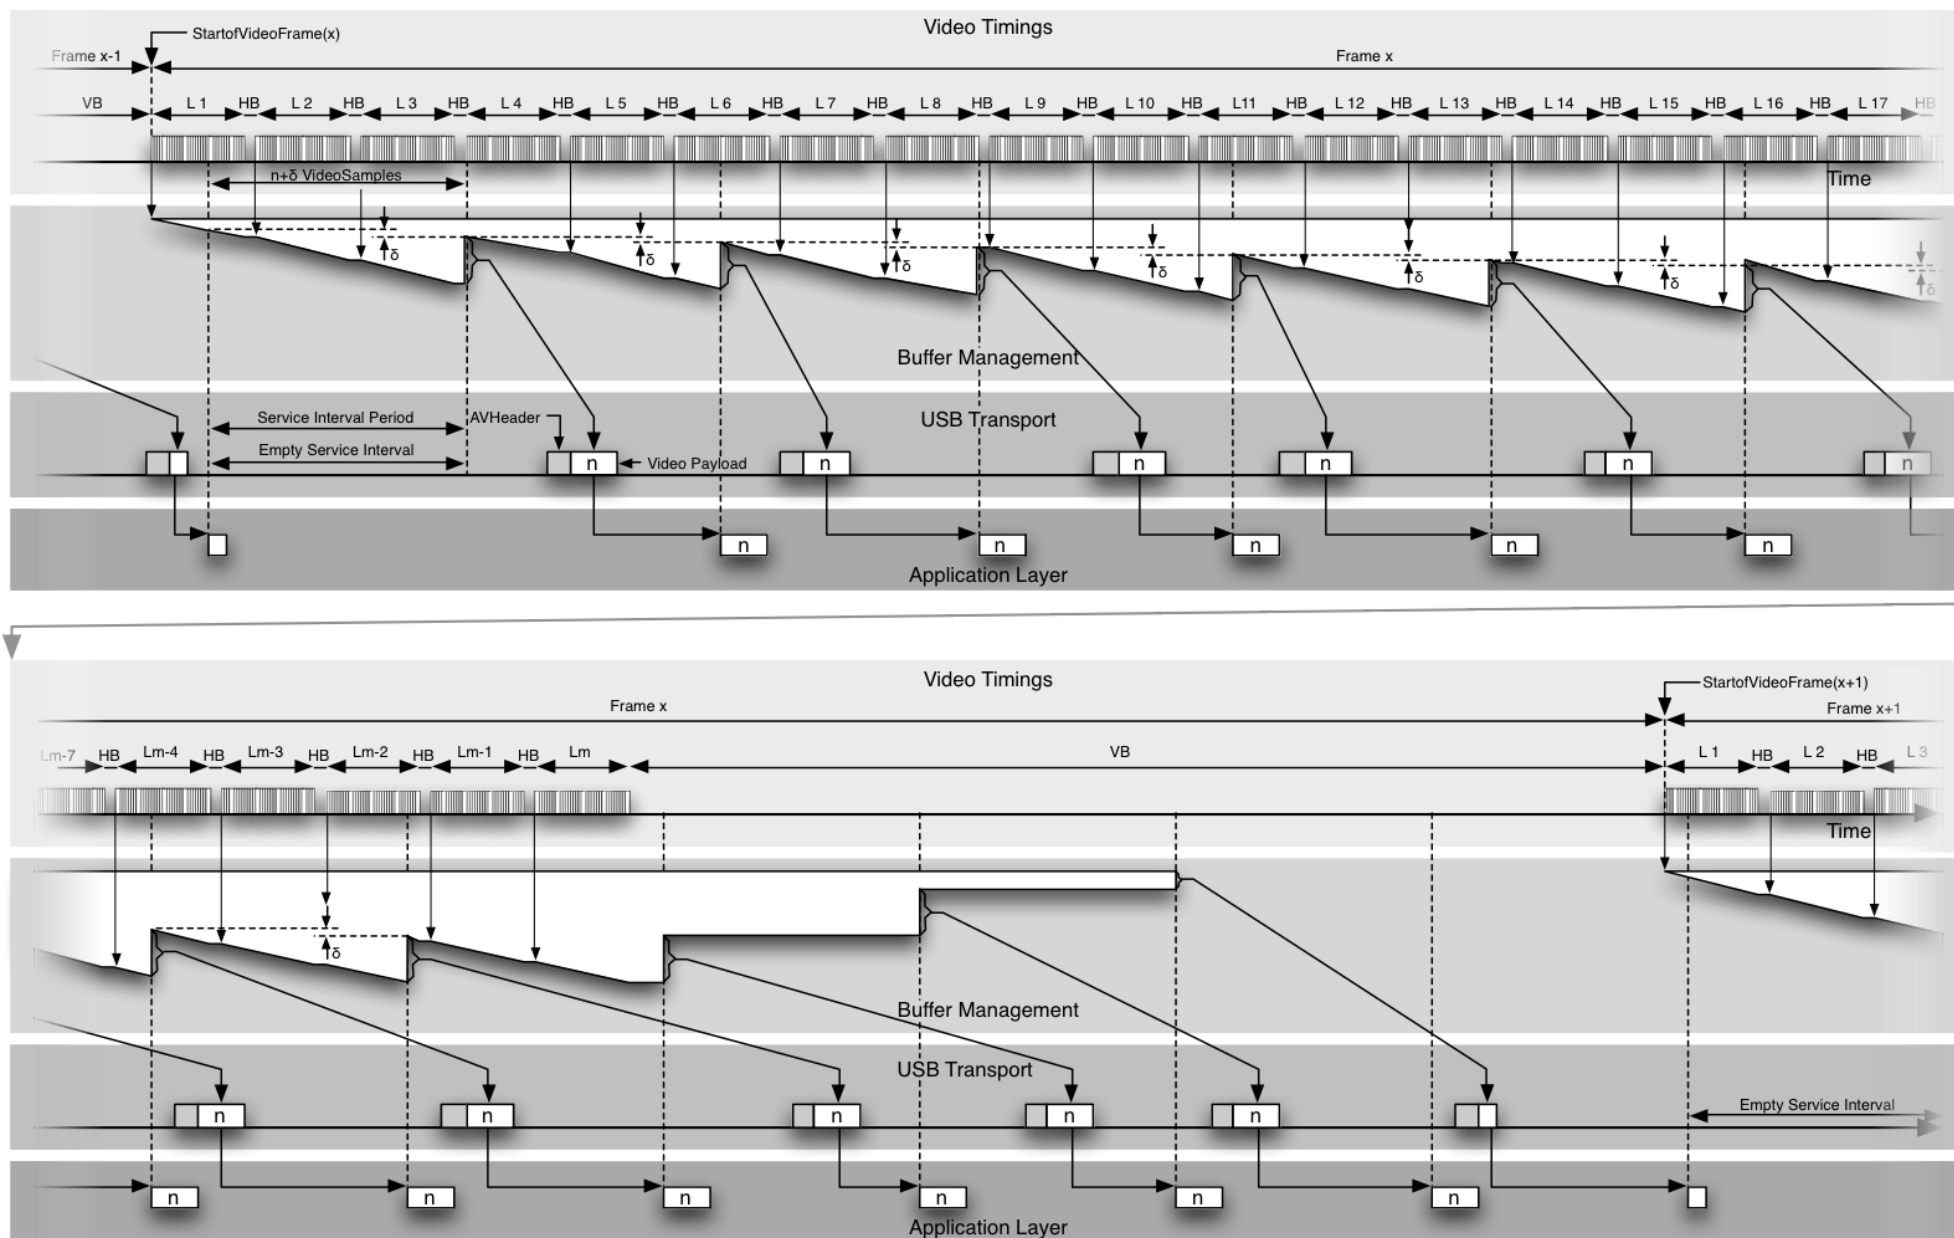 Video Timings
StartofVideoFrame(x)
Frame x-1
Frame x
VB L 1 HB L 2 HB L 3 HB L 4 HB L 5 HB L 6 HB L 7 HB L 8 HB L 9 HB L 10 HB L11 HB L 12 HB L 13 HB L 14 HB L 15 HB L 16 HB L 17 HB
n+δ VideoSamples
Time
δ δ δ δ δ δ δ
Buffer Management
Service Interval Period
AVHeader
USB Transport
Empty Service Interval
n Video Payload n n n n n
n n n n n
Application Layer
Video Timings
StartofVideoFrame(x+1)
Frame x
Frame x+1
Lm-7 HB Lm-4 HB Lm-3 HB Lm-2 HB Lm-1 HB Lm VB L 1 HB L 2 HB L 3
Time
δ
Buffer Management
USB Transport
n n n n n
Empty Service Interval
n n n n n n
Application Layer